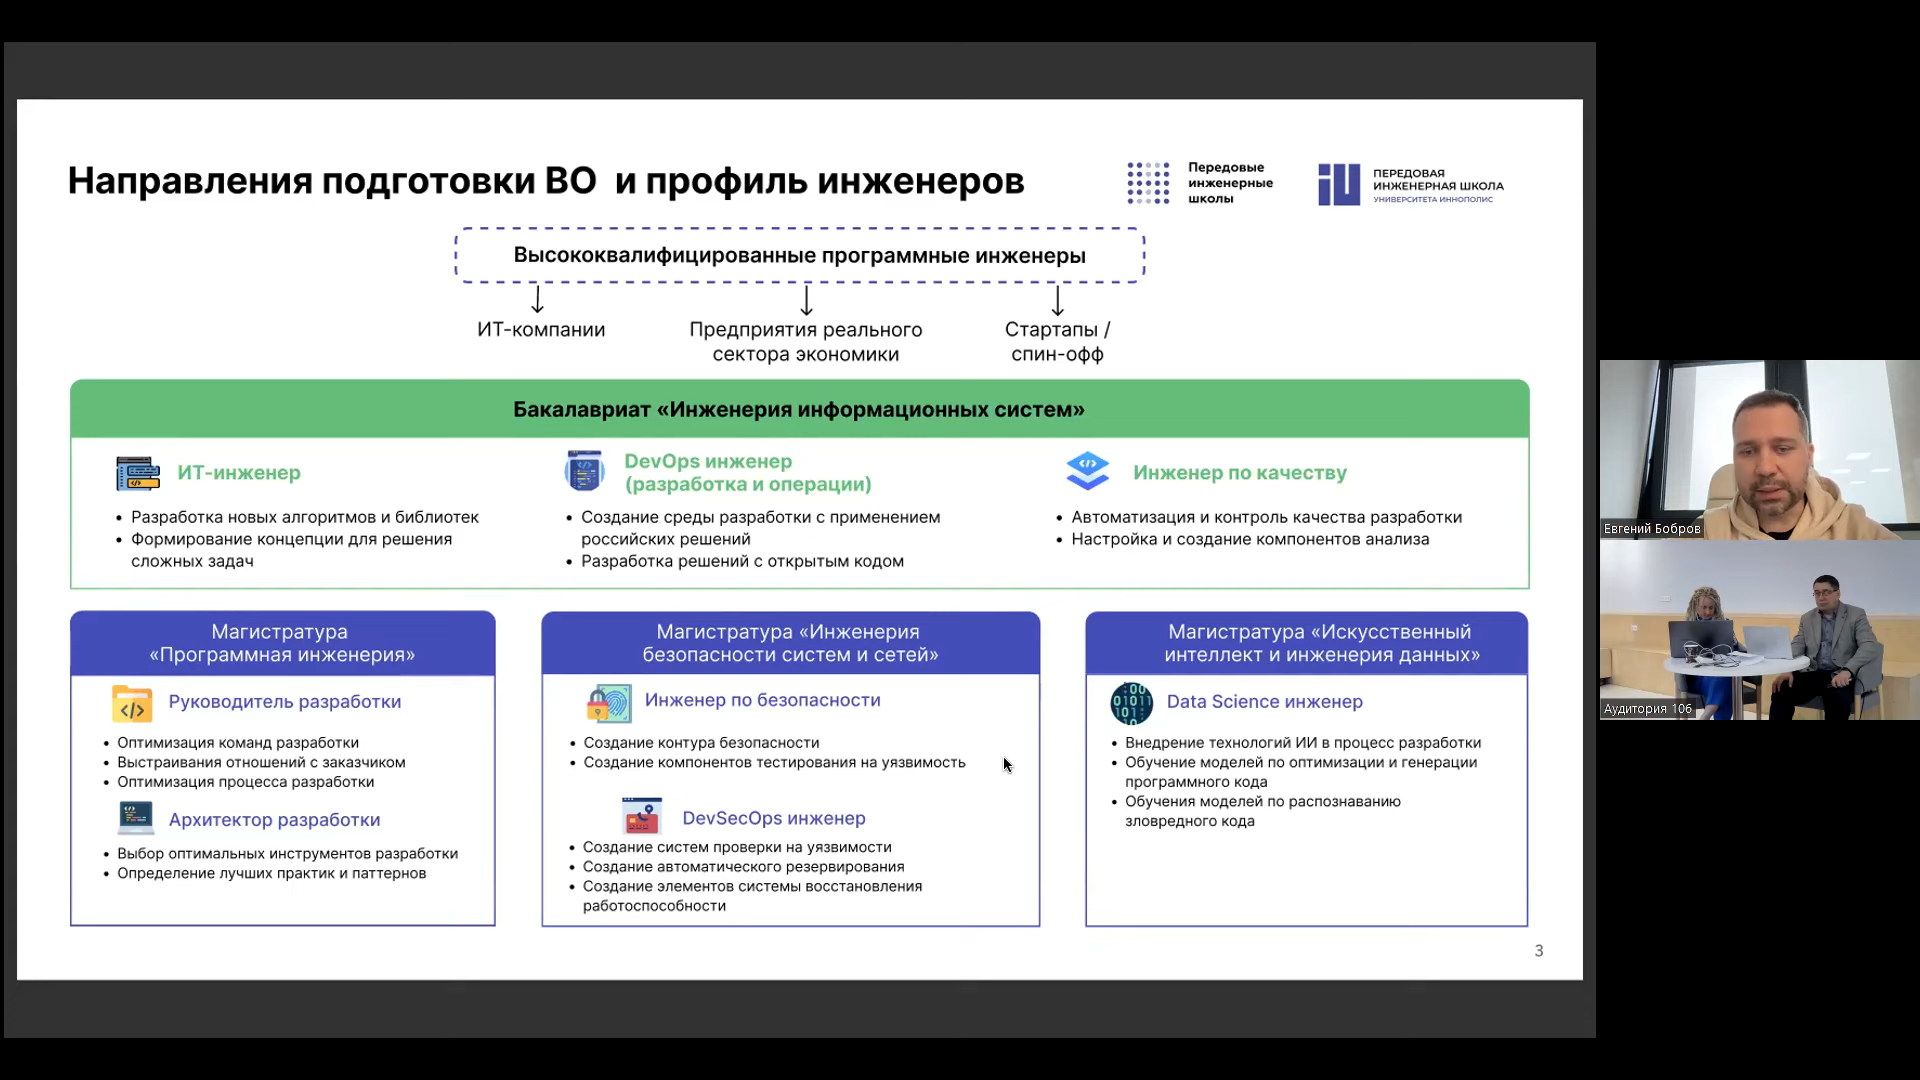 Направления подготовки ВО и профиль инженеров
Передовые
инженерные
школы
ПЕРЕДОВАЯ
ИНЖЕНЕРНАЯ ШКОЛА
УНИВЕРСИТЕТА ИННОПОЛИС
Высококвалифицированные программные инженеры
ИТ-компании
Предприятия реального
сектора экономики
Стартапы /
спин-офф
Бакалавриат «Инженерия информационных систем»
ИТ-инженер
• Разработка новых алгоритмов и библиотек
• Формирование концепции для решения
сложных задач
DevOps инженер
(разработка и операции)
• Создание среды разработки с применением
российских решений
• Разработка решений с открытым кодом
Инженер по качеству
• Автоматизация и контроль качества разработки
• Настройка и создание компонентов анализа
Магистратура
«Программная инженерия»
Руководитель разработки
• Оптимизация команд разработки
• Выстраивания отношений с заказчиком
• Оптимизация процесса разработки
Архитектор разработки
• Выбор оптимальных инструментов разработки
• Определение лучших практик и паттернов
Магистратура «Инженерия
безопасности систем и сетей»
Инженер по безопасности
• Создание контура безопасности
• Создание компонентов тестирования на уязвимость
DevSecOps инженер
• Создание систем проверки на уязвимости
• Создание автоматического резервирования
• Создание элементов системы восстановления
работоспособности
Магистратура «Искусственный
интеллект и инженерия данных»
Data Science инженер
• Внедрение технологий ИИ в процесс разработки
• Обучение моделей по оптимизации и генерации
программного кода
• Обучения моделей по распознаванию
зловредного кода
3
Евгений Бобров
Аудитория 106